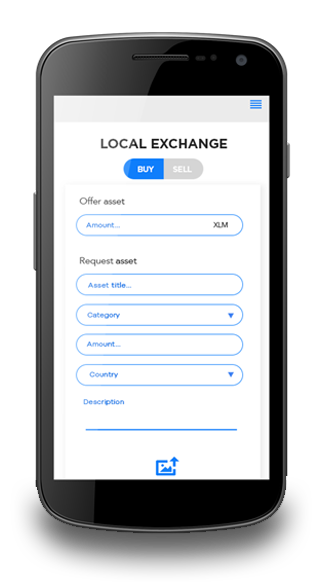 LOCAL EXCHANGE
BUY SELL
Offer asset
Amount... XLM
Request asset
Asset title...
Category
Amount...
Country
Description